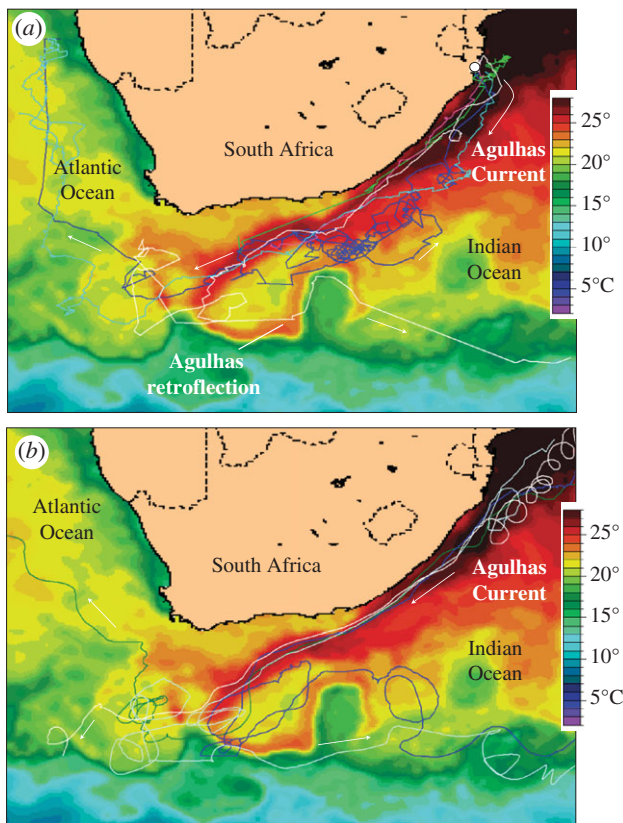 (a)
Atlantic
Ocean
South Africa
Agulhas
Current
Indian
Ocean
Agulhas
retroflection
25°
20°
15°
10°
5°C
(b)
Atlantic
Ocean
South Africa
Agulhas
Current
Indian
Ocean
25°
20°
15°
10°
5°C